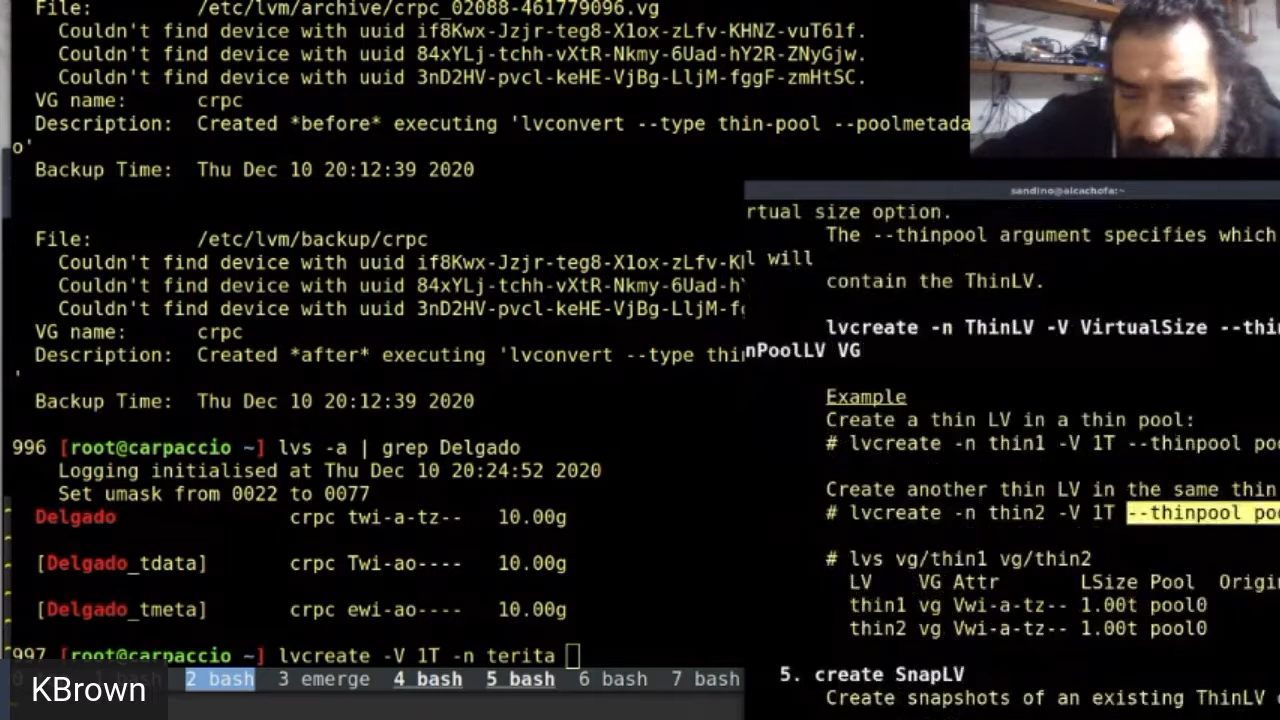 File:         /etc/lvm/archive/crpc_02088-461779096.vg
Couldn't find device with uuid if8Kwx-Jzjr-teg8-X1ox-zLfv-KHNZ-vuT61f.
Couldn't find device with uuid 84xYLj-tchh-vXtR-Nkmy-6Uad-hY2R-ZNyGjw.
Couldn't find device with uuid 3nD2HV-pvcl-keHE-VjBg-LljM-fggF-zmHtSC.
VG name:      crpc
Description:  Created *before* executing 'lvconvert --type thin-pool --poolmetada
o'
Backup Time:  Thu Dec 10 20:12:39 2020
File:         /etc/lvm/backup/crpc
Couldn't find device with uuid if8Kwx-Jzjr-teg8-X1ox-zLfv-K
Couldn't find device with uuid 84xYLj-tchh-vXtR-Nkmy-6Uad-h
Couldn't find device with uuid 3nD2HV-pvcl-keHE-VjBg-LljM-f
VG name:      crpc
Description:  Created *after* executing 'lvconvert --type thin
'
Backup Time:  Thu Dec 10 20:12:39 2020
996 [root@carpaccio ~] lvs -a | grep Delgado
Logging initialised at Thu Dec 10 20:24:52 2020
Set umask from 0022 to 0077
Delgado               crpc twi-a-tz--   10.00g
[Delgado_tdata]       crpc Twi-ao----   10.00g
[Delgado_tmeta]       crpc ewi-ao----   10.00g
997 [root@carpaccio ~] lvcreate -V 1T -n terita
bash  2 bash  3 emerge  4 bash  5 bash  6 bash  7 bash
KBrown
sandino@alcachofa:~
rtual size option.
The --thinpool argument specifies which
l will
contain the ThinLV.
lvcreate -n ThinLV -V VirtualSize --thi
nPoolLV VG
Example
Create a thin LV in a thin pool:
# lvcreate -n thin1 -V 1T --thinpool po
Create another thin LV in the same thin
# lvcreate -n thin2 -V 1T --thinpool po
# lvs vg/thin1 vg/thin2
LV    VG Attr       LSize Pool  Origi
thin1 vg Vwi-a-tz-- 1.00t pool0
thin2 vg Vwi-a-tz-- 1.00t pool0
5. create SnapLV
Create snapshots of an existing ThinLV